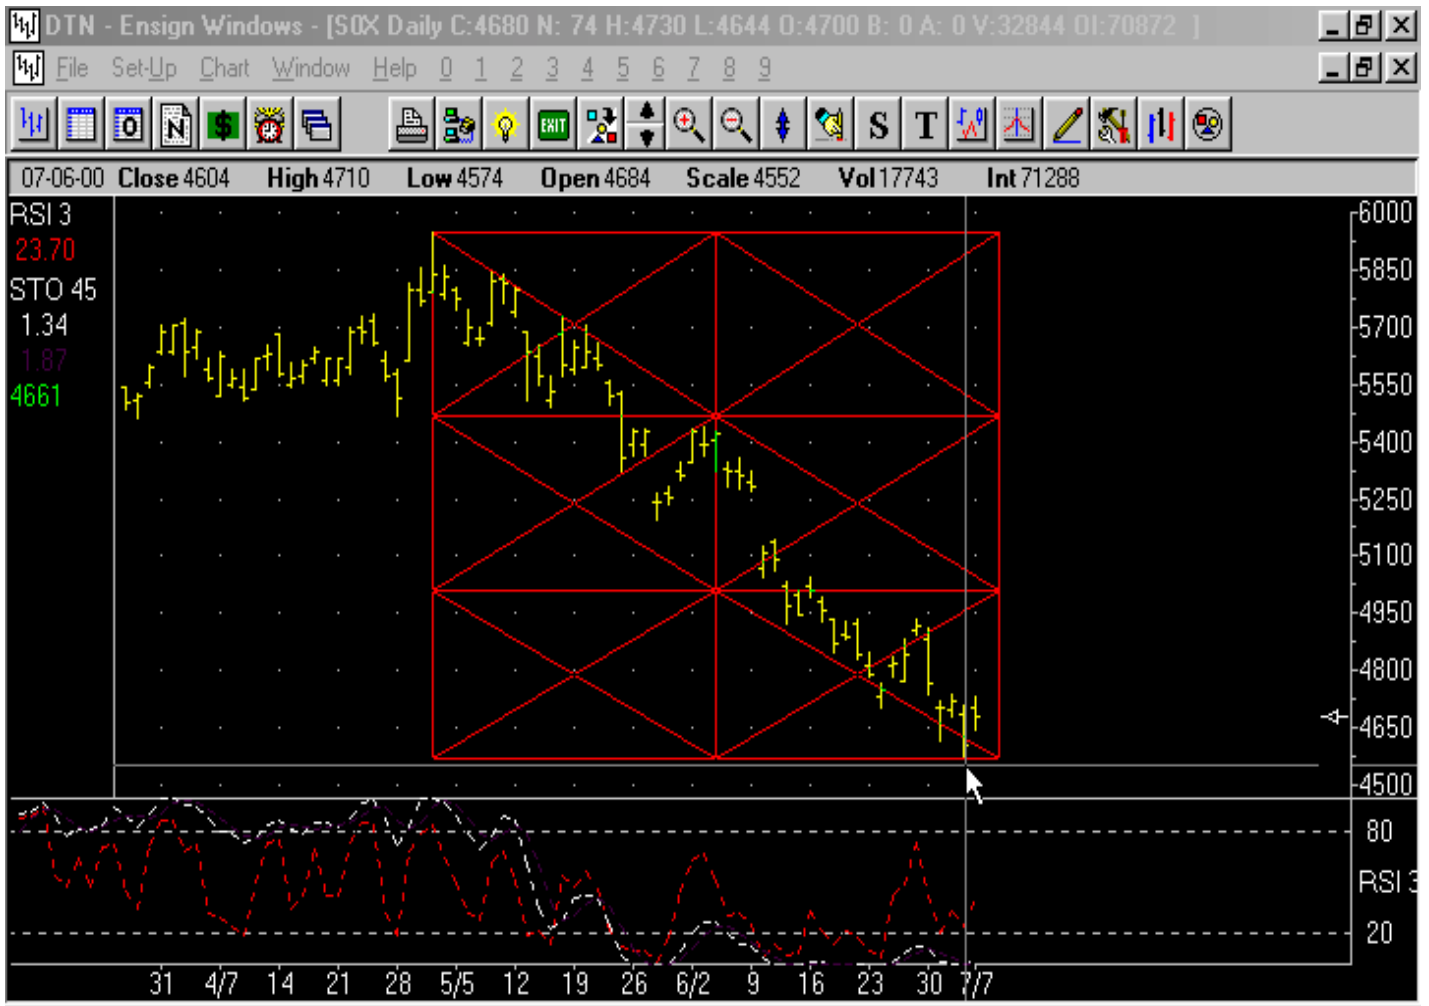 DTN - Ensign Windows - [S0X Daily C:4680 N: 74 H:4730 L:4644 O:4700 B: 0 A: 0 V:32844 OI:70872 ]
File Set-Up Chart Window Help 0 1 2 3 4 5 6 7 8 9
O N $ EXIT S T
07-06-00 Close 4604 High 4710 Low 4574 Open 4684 Scale 4552 Vol 17743 Int 71288
RSI 3
23.70
STO 45
1.34
1.87
4661
6000
5850
5700
5550
5400
5250
5100
4950
4800
4650
4500
80
RSI 3
20
31 4/7 14 21 28 5/5 12 19 26 6/2 9 16 23 30 7/7